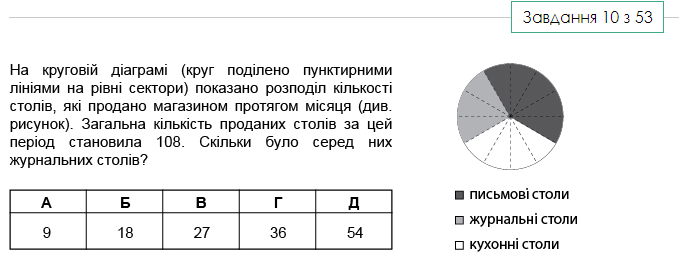 Завдання 10 з 53
На круговій діаграмі (круг поділено пунктирними
лініями на рівні сектори) показано розподіл кількості
столів, які продано магазином протягом місяця (див.
рисунок). Загальна кількість проданих столів за цей
період становила 108. Скільки було серед них
журнальних столів?
А Б В Г Д
9 18 27 36 54
письмові столи
журнальні столи
кухонні столи